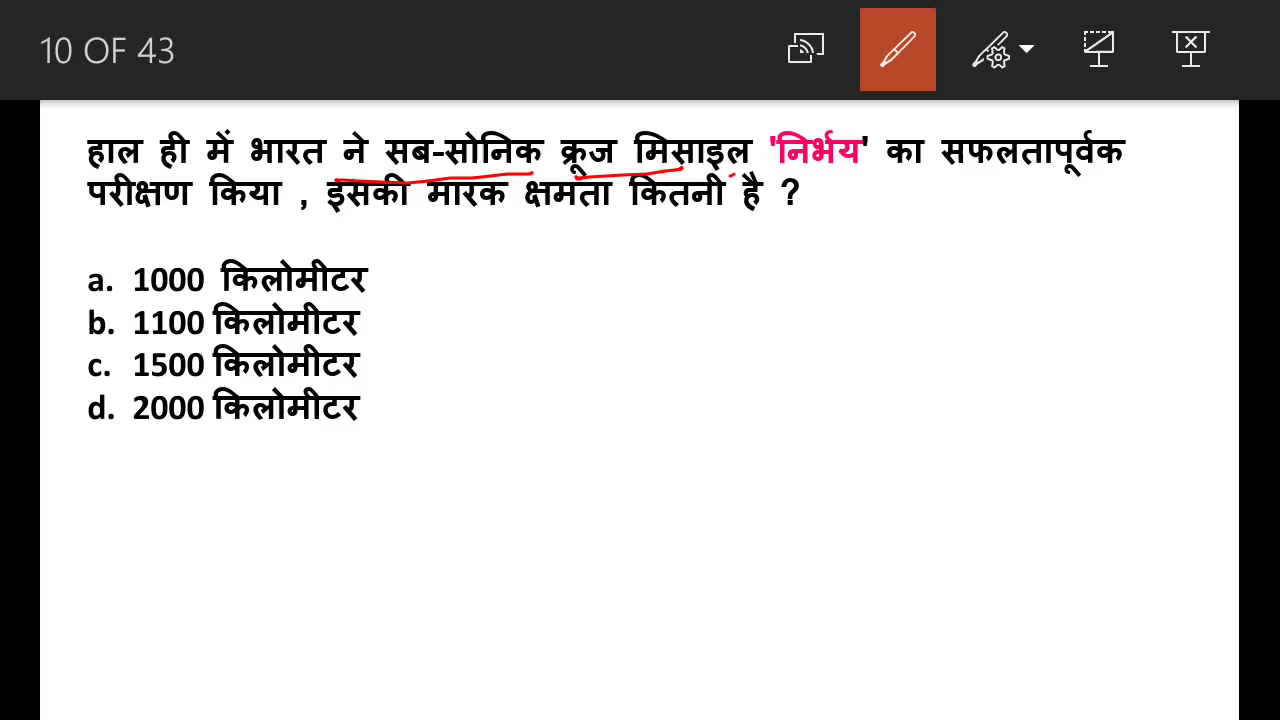 10 OF 43
हाल ही में भारत ने सब-सोनिक क्रूज मिसाइल 'निर्भय' का सफलतापूर्वक
परीक्षण किया , इसकी मारक क्षमता कितनी है ?
a. 1000 किलोमीटर
b. 1100 किलोमीटर
c. 1500 किलोमीटर
d. 2000 किलोमीटर